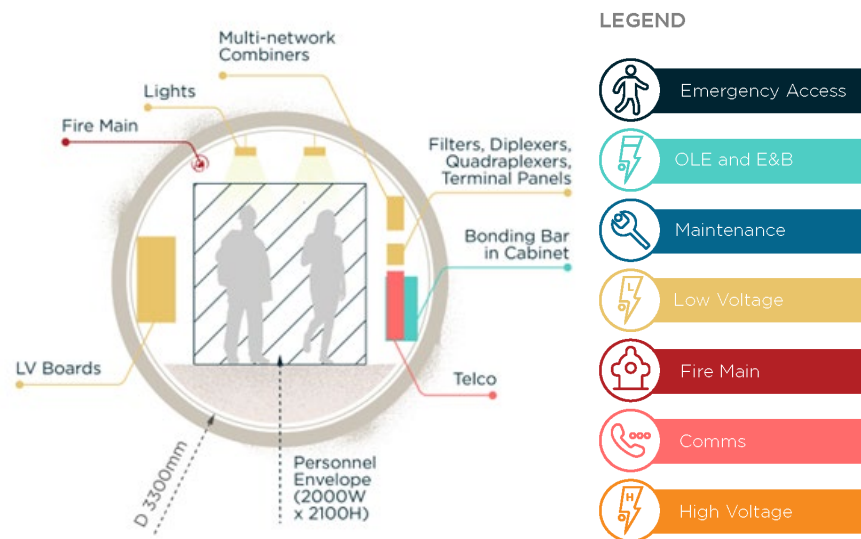 LEGEND
Multi-network
Combiners
Lights
Fire Main
Filters, Diplexers,
Quadraplexers,
Terminal Panels
Bonding Bar
in Cabinet
LV Boards
Telco
D 3300mm
Personnel
Envelope
(2000W
x 2100H)
Emergency Access
OLE and E&B
Maintenance
L
Low Voltage
Fire Main
Comms
H
High Voltage